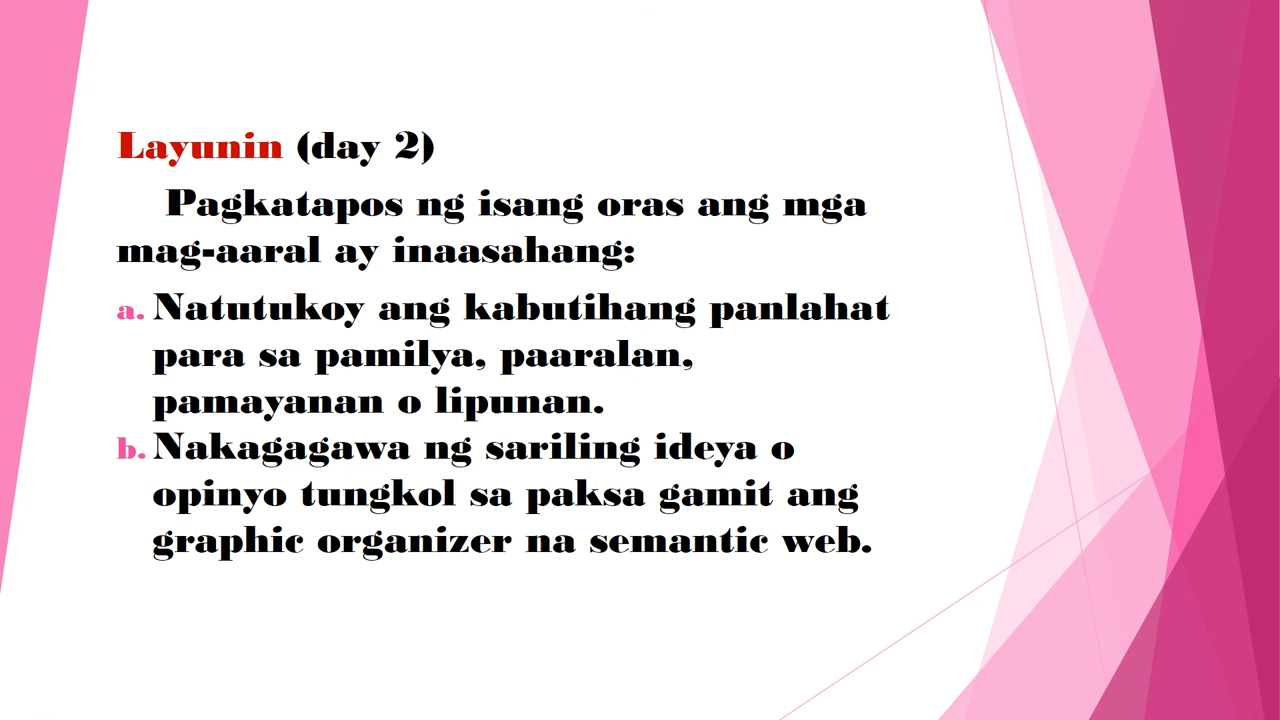 Layunin (day 2)
Pagkatapos ng isang oras ang mga
mag-aaral ay inaasahang:
a. Natutukoy ang kabutihang panlahat
para sa pamilya, paaralan,
pamayanan o lipunan.
b. Nakagagawa ng sariling ideya o
opinyo tungkol sa paksa gamit ang
graphic organizer na semantic web.